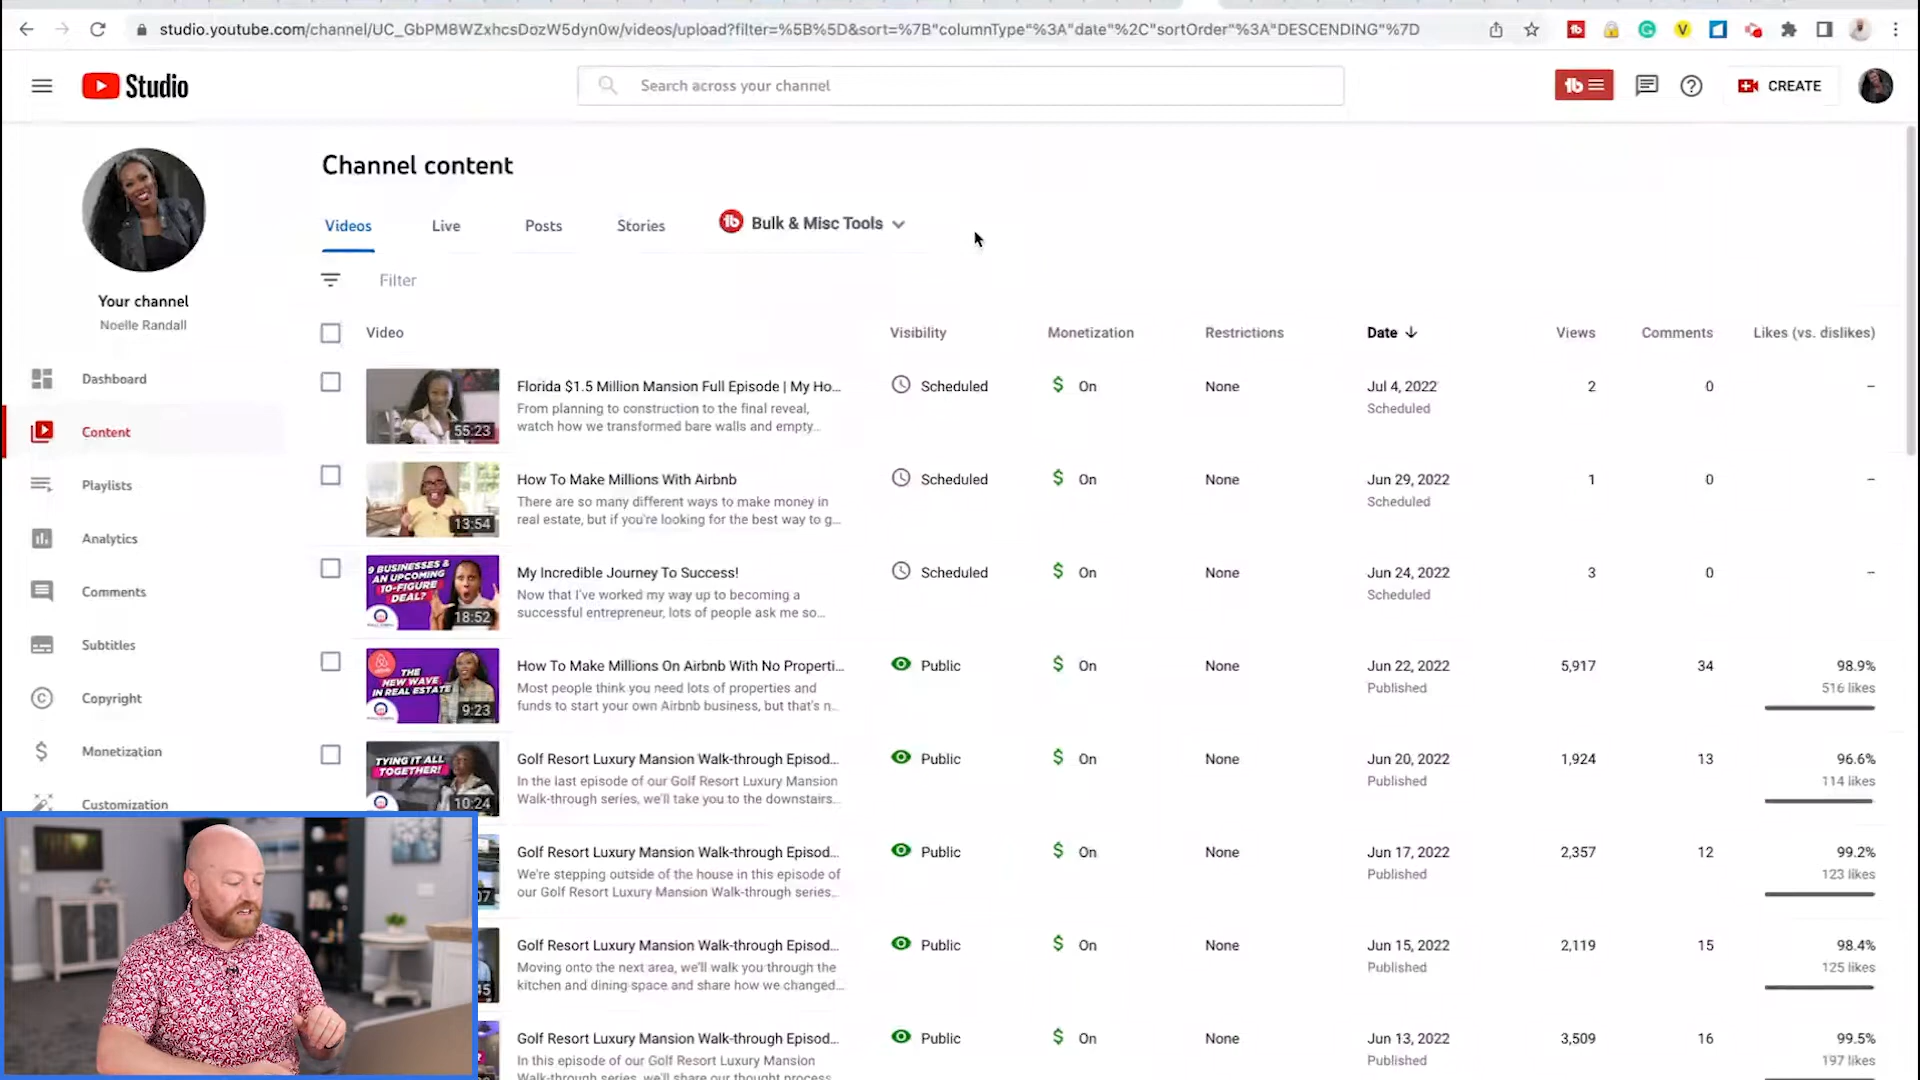 studio.youtube.com/channel/UC_GbPM8WZxhcsDozW5dyn0w/videos/upload?filter=%5B%5D&sort=%7B"columnType"%3A"date"%2C"sortOrder"%3A"DESCENDING"%7D
Studio
Search across your channel
CREATE
Channel content
Videos
Live
Posts
Stories
Bulk & Misc Tools
Filter
Your channel
Noelle Randall
Dashboard
Content
Playlists
Analytics
Comments
Subtitles
Copyright
Monetization
Customization
Video Visibility Monetization Restrictions Date Views Comments Likes (vs. dislikes)
55:23
Florida $1.5 Million Mansion Full Episode | My Ho... Scheduled On None Jul 4, 2022 2 0 –
From planning to construction to the final reveal, Scheduled
watch how we transformed bare walls and empty...
13:54
How To Make Millions With Airbnb Scheduled On None Jun 29, 2022 1 0 –
There are so many different ways to make money in Scheduled
real estate, but if you're looking for the best way to g...
9 BUSINESSES &
AN UPCOMING
10-FIGURE
DEAL?
18:52
My Incredible Journey To Success! Scheduled On None Jun 24, 2022 3 0 –
Now that I've worked my way up to becoming a Scheduled
successful entrepreneur, lots of people ask me so...
THE
NEW WAVE
IN REAL ESTATE
9:23
How To Make Millions On Airbnb With No Properti... Public On None Jun 22, 2022 5,917 34 98.9%
Most people think you need lots of properties and Published 516 likes
funds to start your own Airbnb business, but that's n...
TYING IT ALL
TOGETHER!
10:24
Golf Resort Luxury Mansion Walk-through Episod... Public On None Jun 20, 2022 1,924 13 96.6%
In the last episode of our Golf Resort Luxury Mansion Published 114 likes
Walk-through series, we'll take you to the downstairs...
Golf Resort Luxury Mansion Walk-through Episod... Public On None Jun 17, 2022 2,357 12 99.2%
We're stepping outside of the house in this episode of Published 123 likes
our Golf Resort Luxury Mansion Walk-through series...
Golf Resort Luxury Mansion Walk-through Episod... Public On None Jun 15, 2022 2,119 15 98.4%
Moving onto the next area, we'll walk you through the Published 125 likes
kitchen and dining space and share how we changed...
Golf Resort Luxury Mansion Walk-through Episod... Public On None Jun 13, 2022 3,509 16 99.5%
In this episode of our Golf Resort Luxury Mansion Published 197 likes
Walk-through series, we'll share our thought process